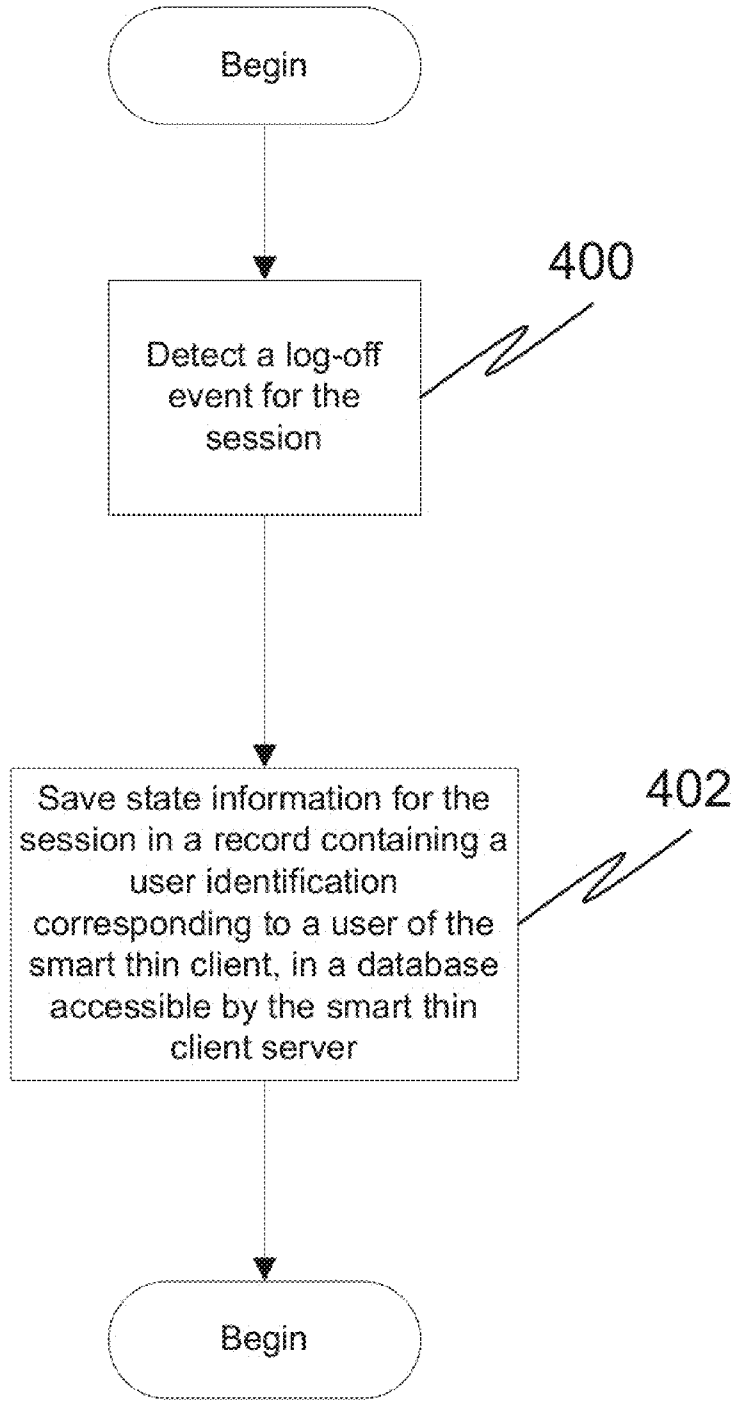 Begin
400
Detect a log-off
event for the
session
402
Save state information for the
session in a record containing a
user identification
corresponding to a user of the
smart thin client, in a database
accessible by the smart thin
client server
Begin